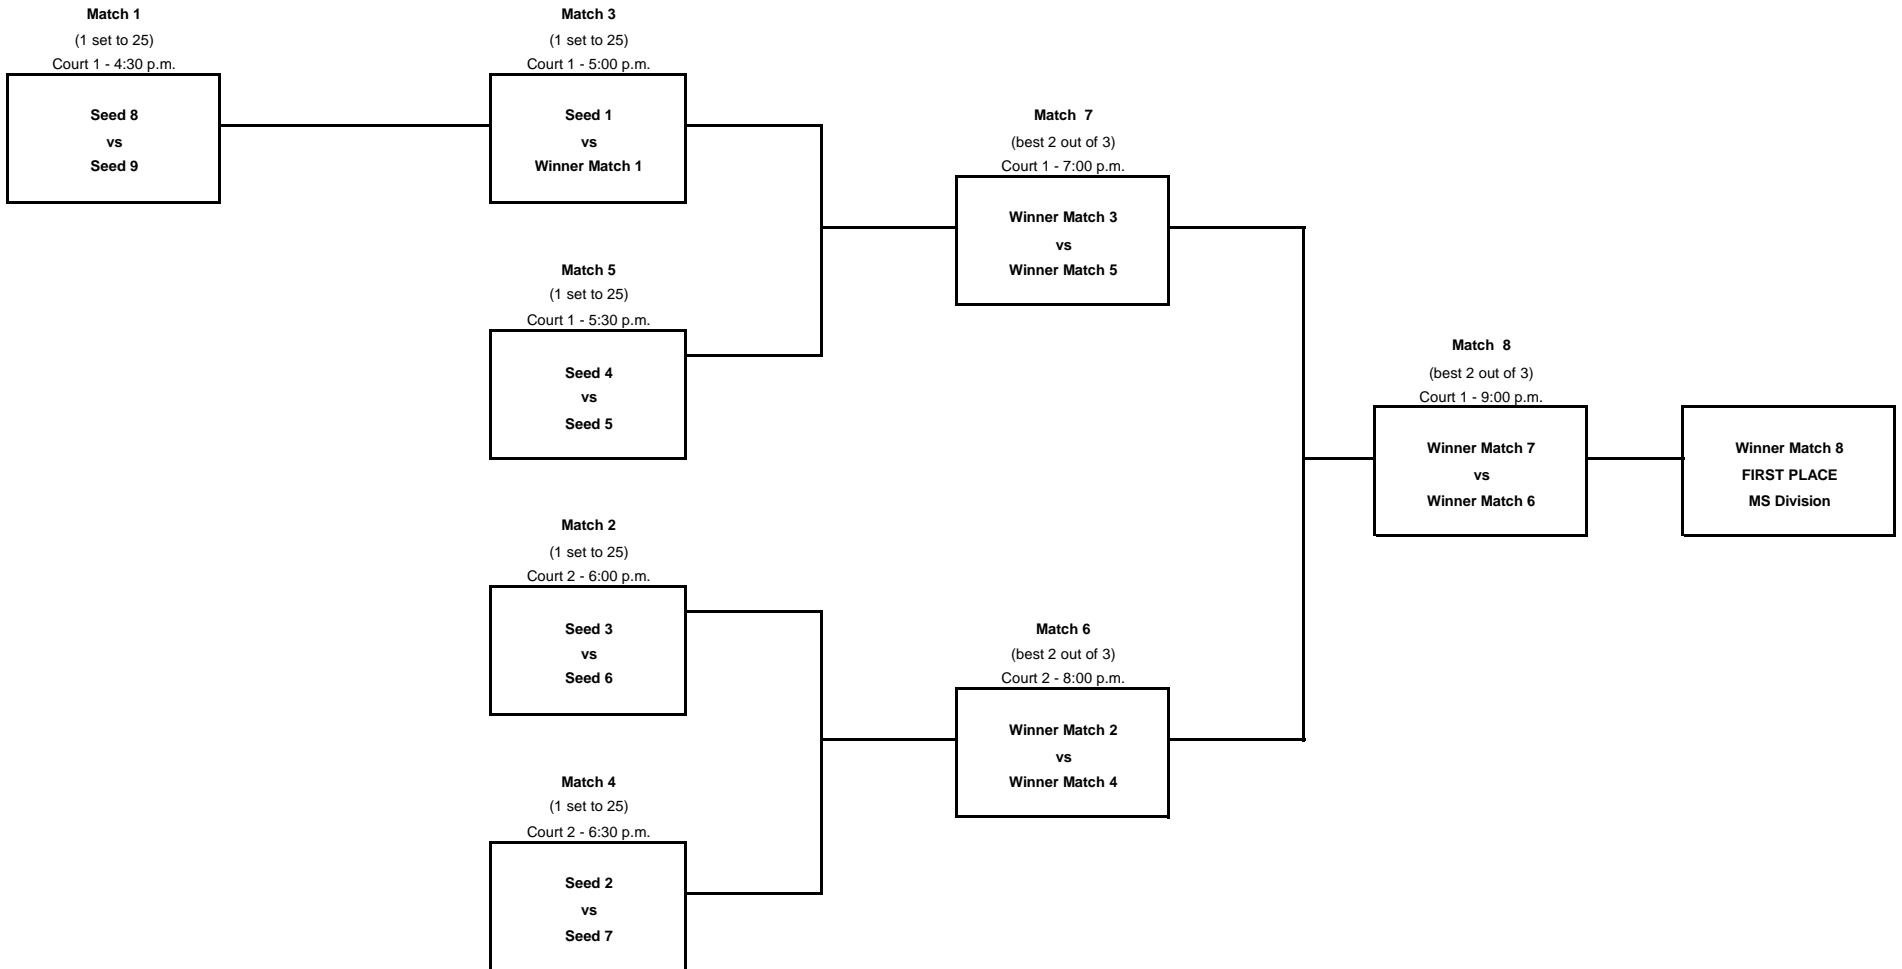 Match 1
(1 set to 25)
Court 1 - 4:30 p.m.
Seed 8
vs
Seed 9
Match 3
(1 set to 25)
Court 1 - 5:00 p.m.
Seed 1
vs
Winner Match 1
Match 5
(1 set to 25)
Court 1 - 5:30 p.m.
Seed 4
vs
Seed 5
Match 2
(1 set to 25)
Court 2 - 6:00 p.m.
Seed 3
vs
Seed 6
Match 4
(1 set to 25)
Court 2 - 6:30 p.m.
Seed 2
vs
Seed 7
Match  7
(best 2 out of 3)
Court 1 - 7:00 p.m.
Winner Match 3
vs
Winner Match 5
Match 6
(best 2 out of 3)
Court 2 - 8:00 p.m.
Winner Match 2
vs
Winner Match 4
Match  8
(best 2 out of 3)
Court 1 - 9:00 p.m.
Winner Match 7
vs
Winner Match 6
Winner Match 8
FIRST PLACE
MS Division